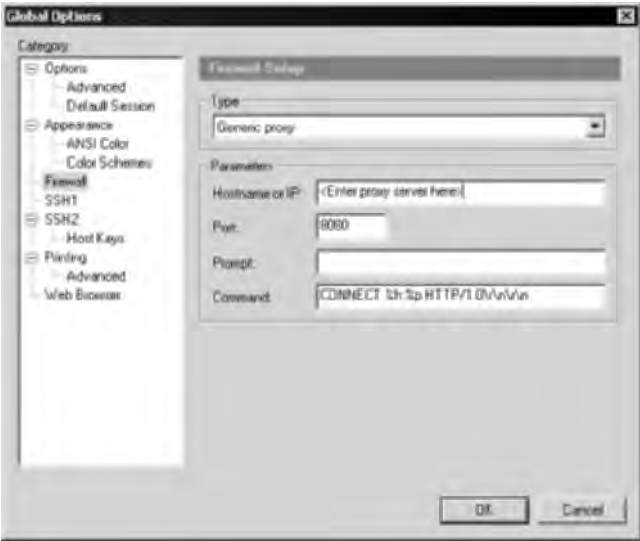 Global Options
Category:
Options
Advanced
Default Session
Appearance
ANSI Color
Color Schemes
Firewall
SSH1
SSH2
Host Keys
Printing
Advanced
Web Browser
Firewall Setup
Type
Generic proxy
Parameters
Hostname or IP: <Enter proxy server here>
Port: 8080
Prompt:
Command: CONNECT %h:%p HTTP/1.0\r\n\r\n
OK
Cancel